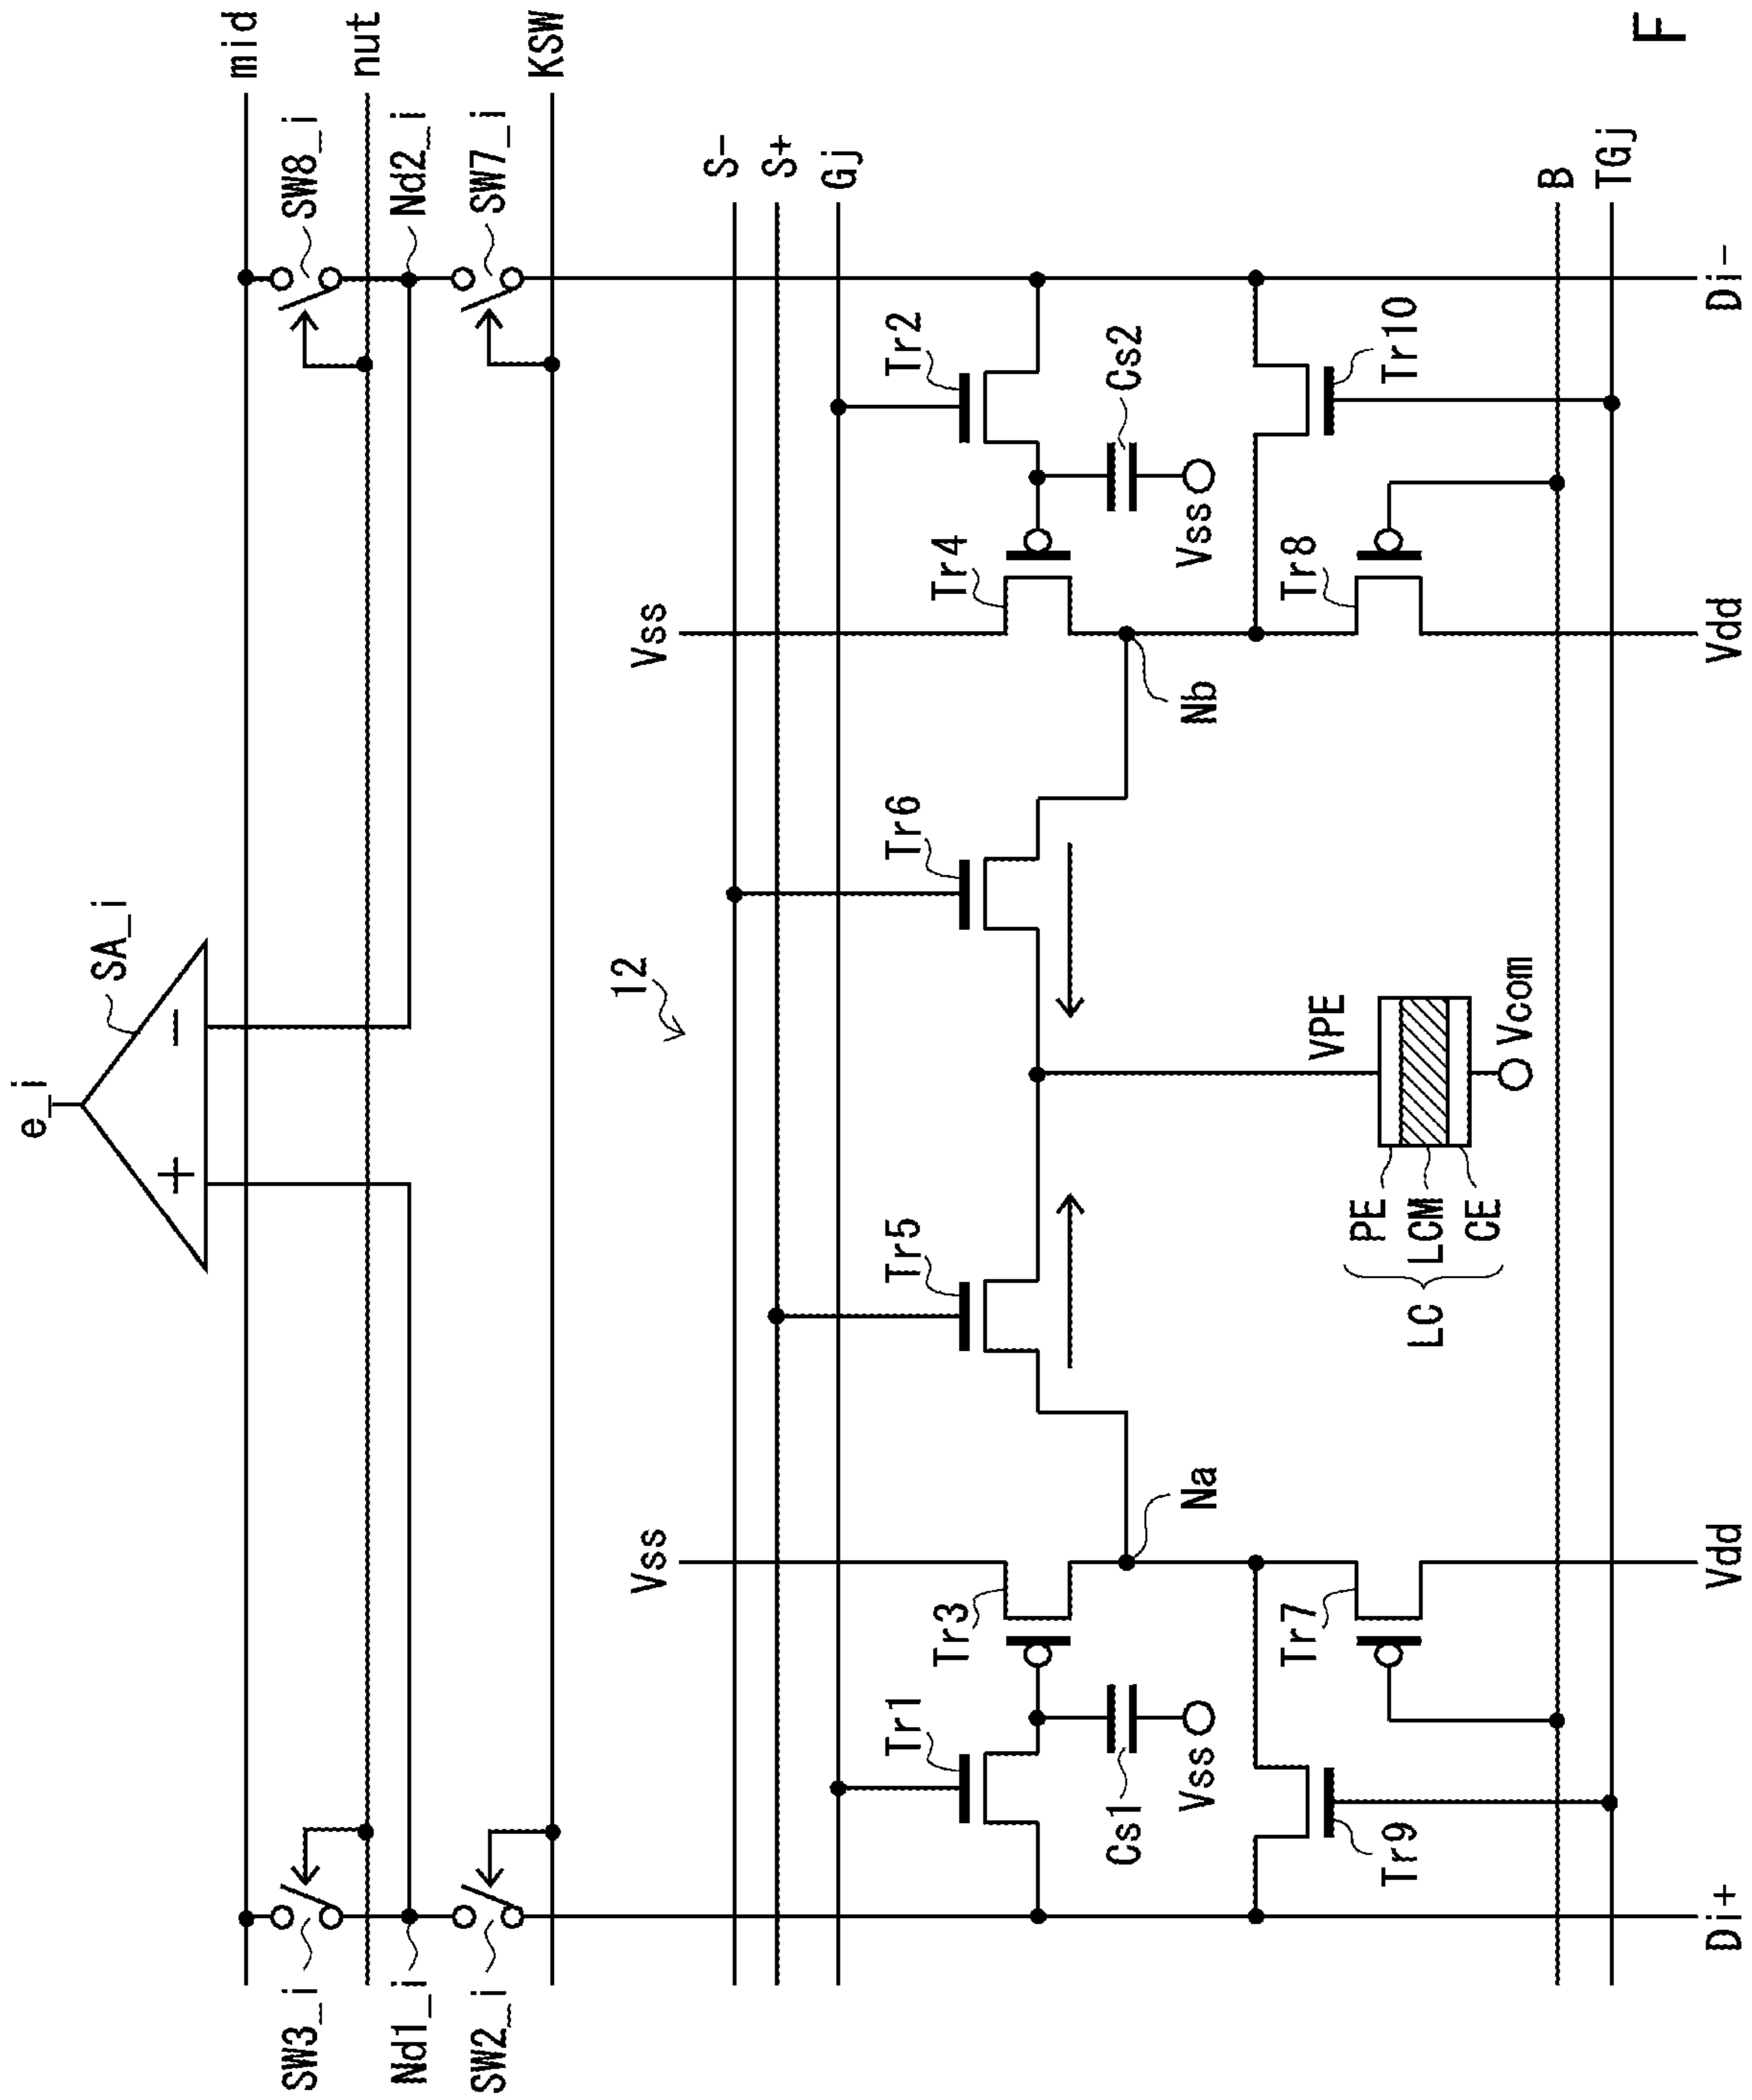 e_i
SA_i
+
−
mid
nut
KSW
SW3_i
Nd1_i
SW2_i
SW8_i
Nd2_i
SW7_i
12
S-
S+
Gj
Vss
Vss
Tr1
Tr3
Tr5
Tr6
Tr4
Tr2
Cs1
Vss
Na
Nb
Vss
Cs2
Tr9
Tr7
Tr8
Tr10
VPE
PE
LCM
CE
LC
Vcom
B
TGj
Di+
Vdd
Vdd
Di-
F